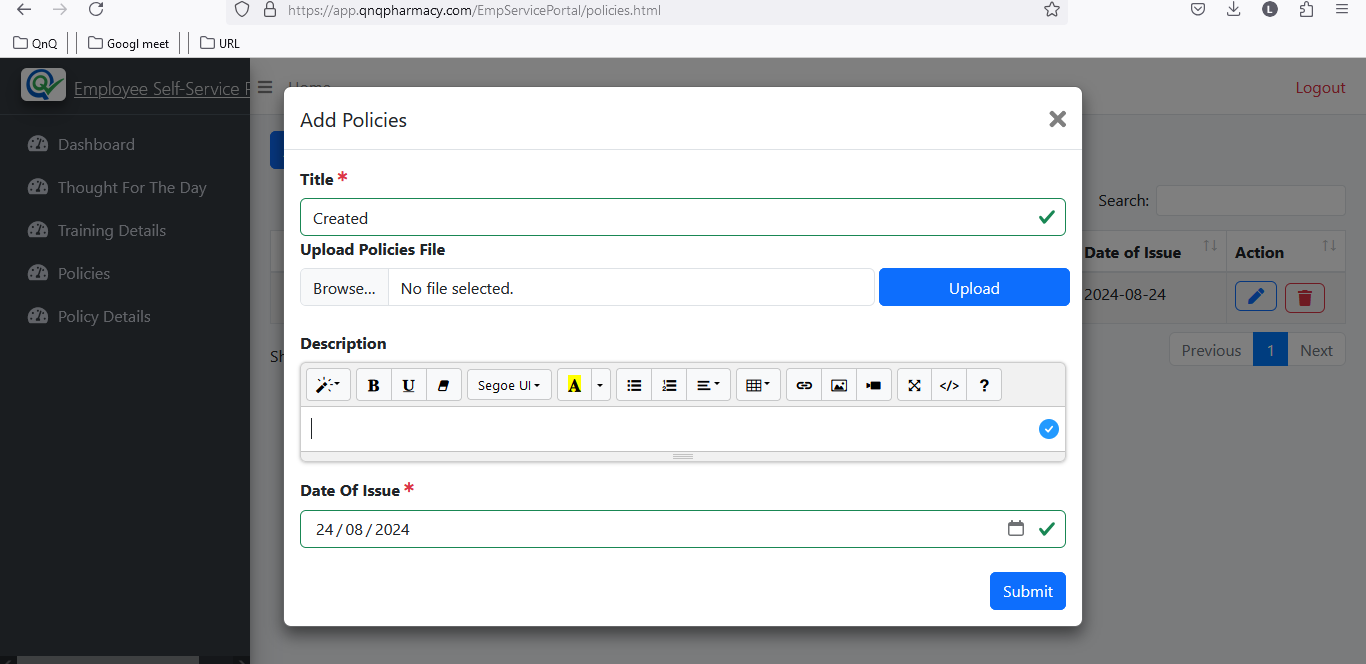 https://app.qnqpharmacy.com/EmpServicePortal/policies.html
QnQ
Googl meet
URL
Employee Self-Service
Home
Logout
Dashboard
Thought For The Day
Training Details
Policies
Policy Details
Add Policies
Title *
Created
Upload Policies File
Browse... No file selected. Upload
Description
B U Segoe UI A </> ?
Date Of Issue *
24/08/2024
Submit
Search:
Date of Issue Action
2024-08-24
Previous 1 Next